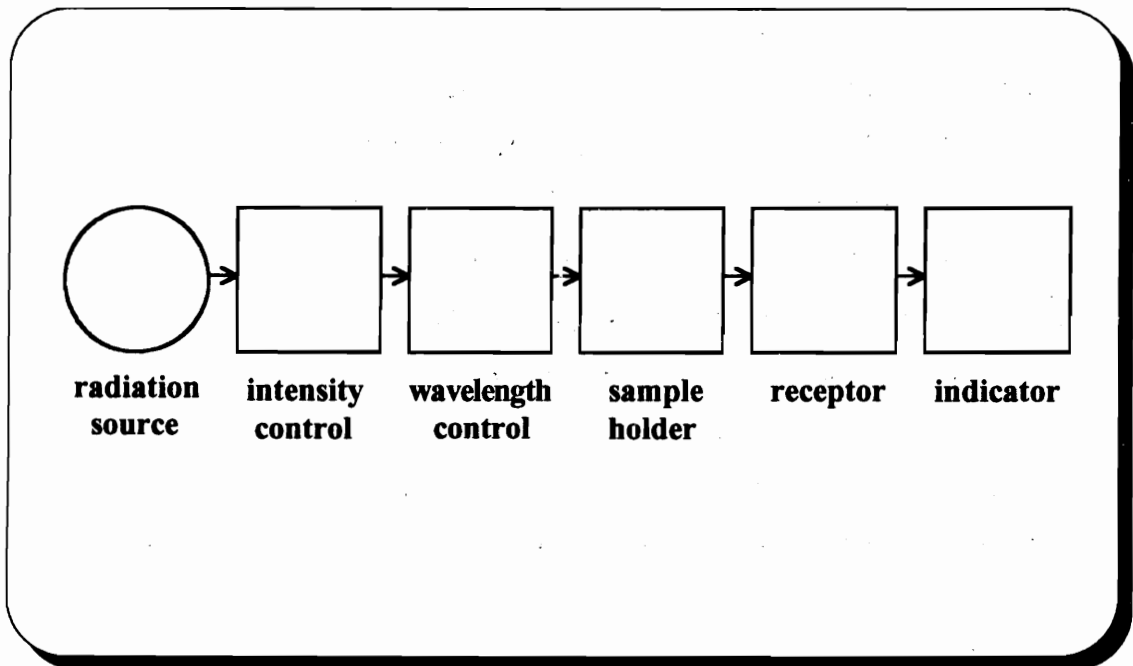 radiation
source
intensity
control
wavelength
control
sample
holder
receptor
indicator